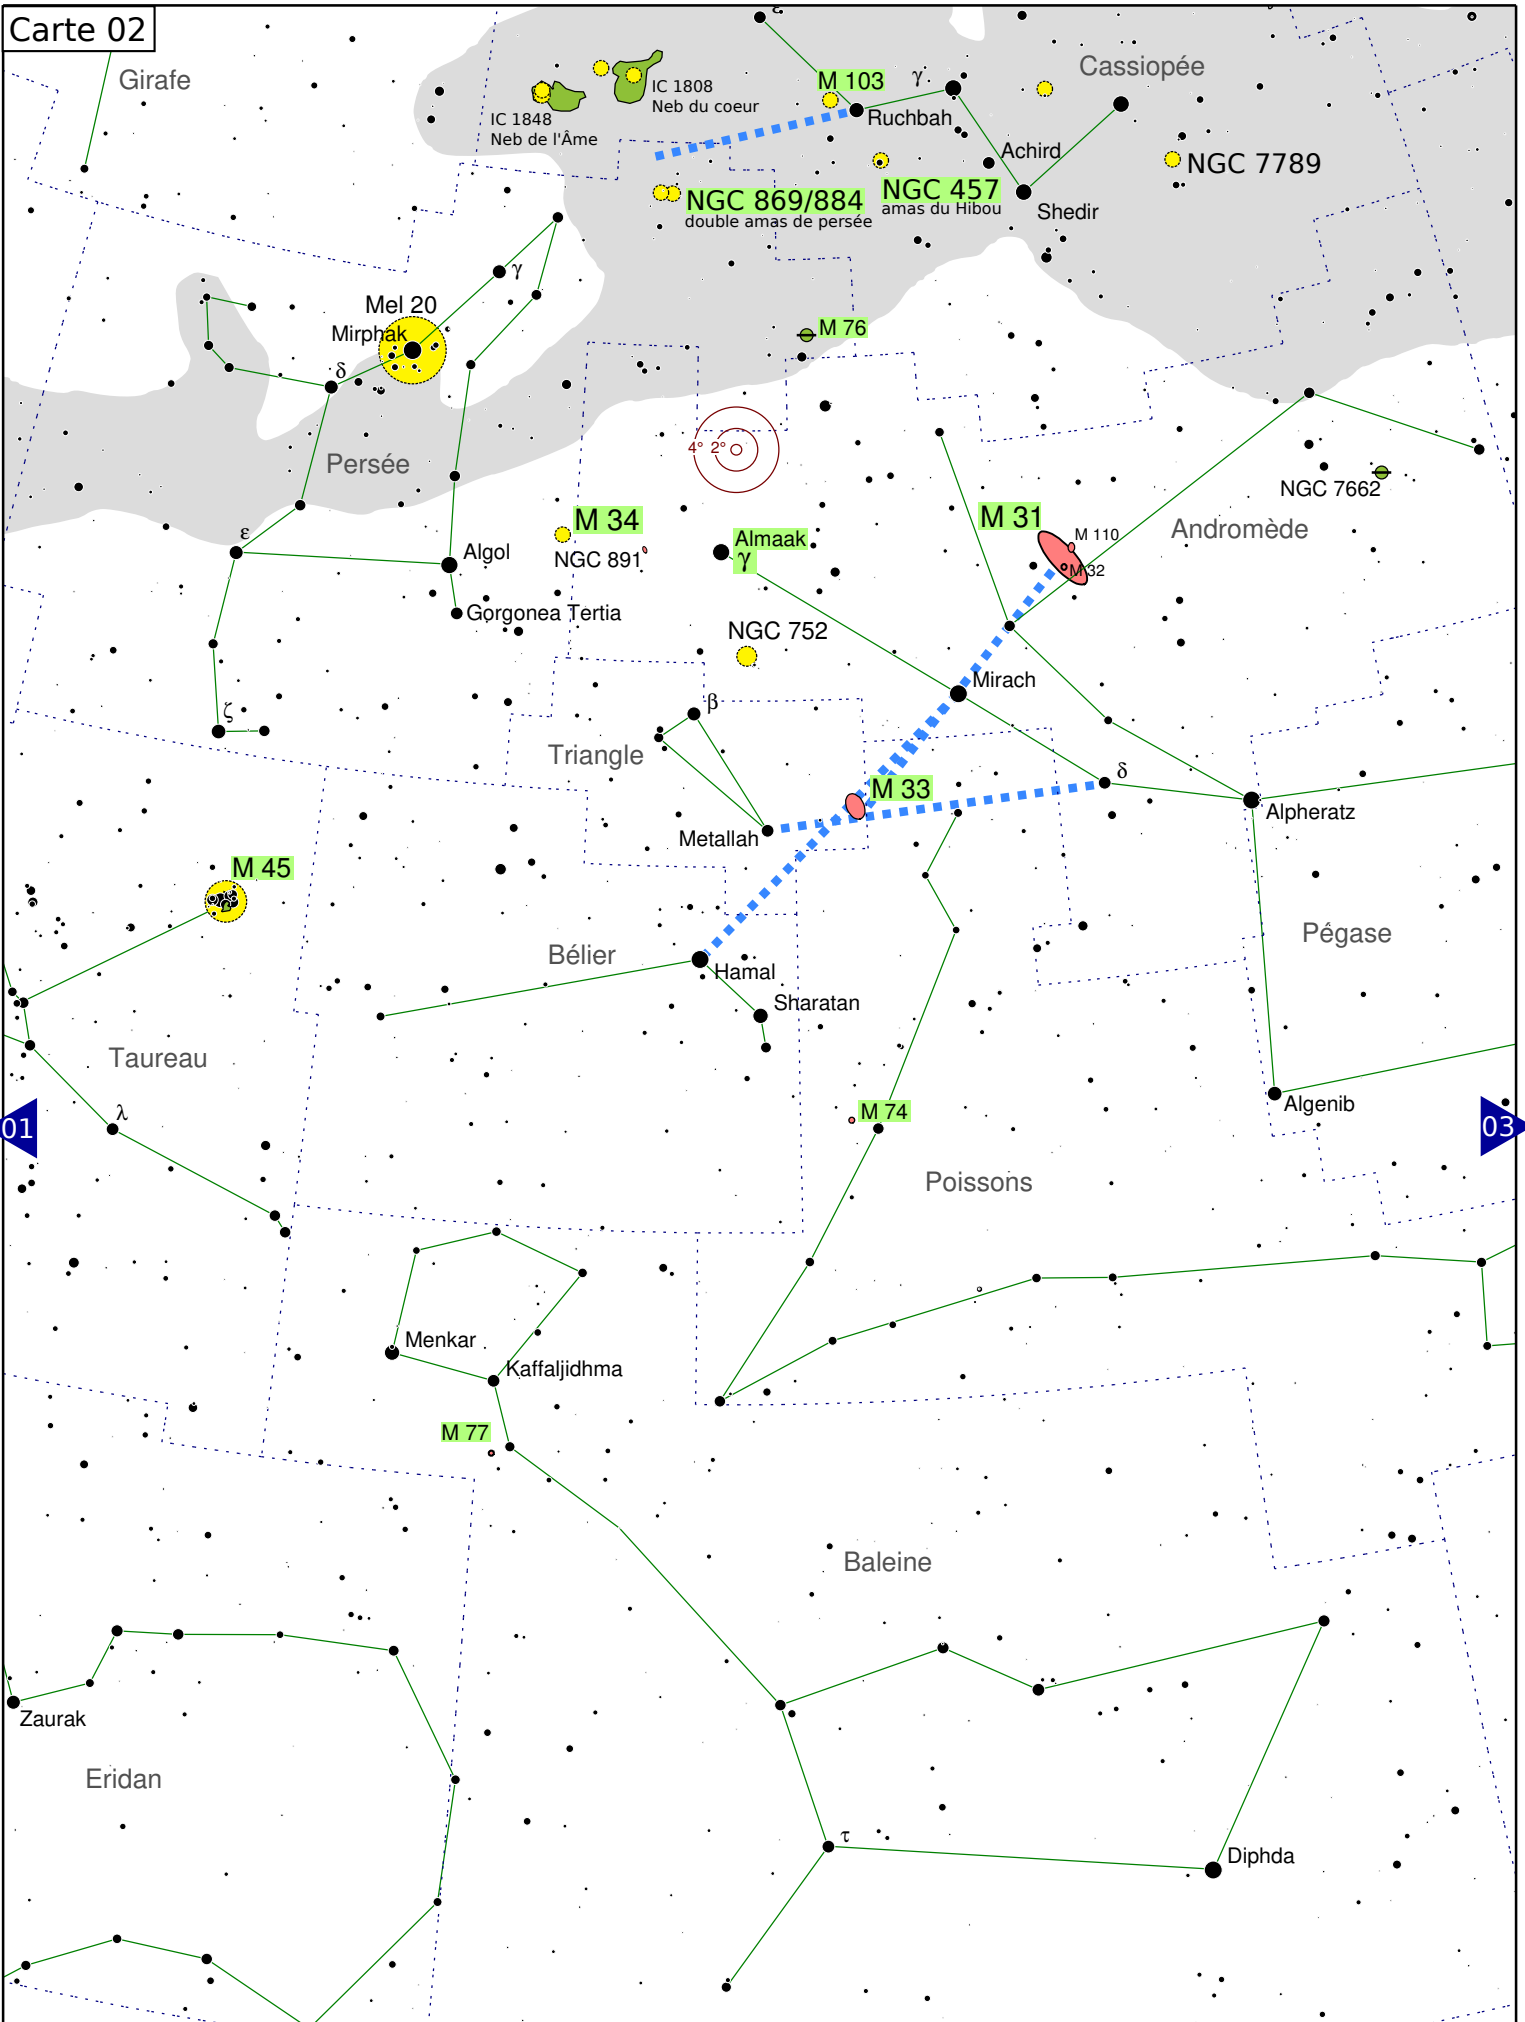 Carte 02
ε
Girafe
IC 1848
Neb de l'Âme
IC 1808
Neb du coeur
M 103
γ
Ruchbah
Cassiopée
Achird
NGC 7789
NGC 869/884
double amas de persée
NGC 457
amas du Hibou
Shedir
γ
Mel 20
Mirphak
δ
M 76
Persée
4° 2°
M 34
NGC 891
M 31
M 110
M 32
NGC 7662
Andromède
ε
Algol
Almaak
γ
Gorgonea Tertia
NGC 752
Mirach
ζ
β
Triangle
M 33
δ
Metallah
Alpheratz
M 45
Bélier
Hamal
Pégase
Sharatan
Taureau
λ
M 74
Algenib
01
03
Poissons
Menkar
Kaffaljidhma
M 77
Baleine
Zaurak
Eridan
τ
Diphda